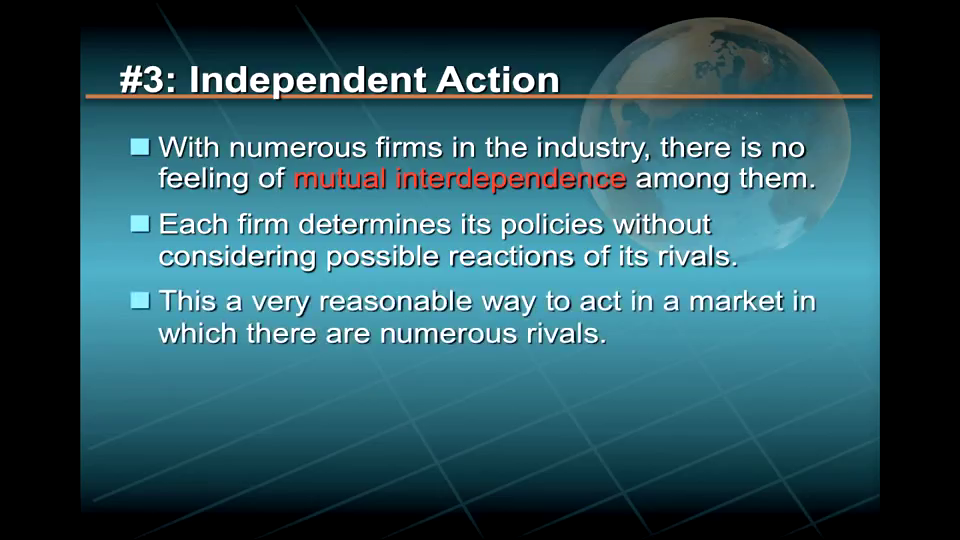 #3: Independent Action
With numerous firms in the industry, there is no
feeling of mutual interdependence among them.
Each firm determines its policies without
considering possible reactions of its rivals.
This a very reasonable way to act in a market in
which there are numerous rivals.